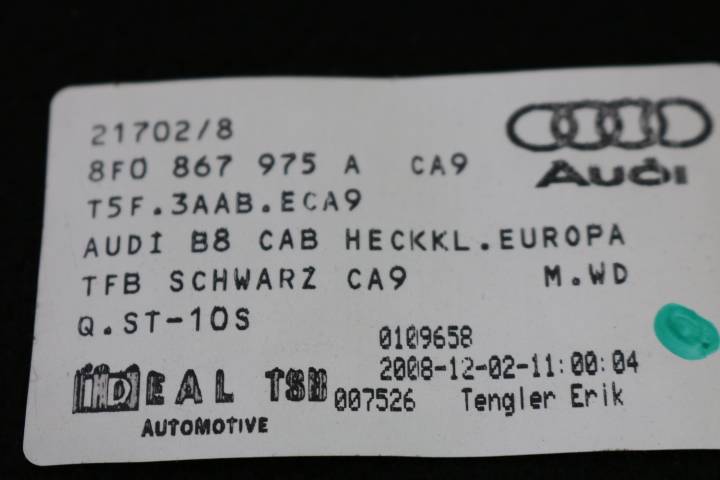 21702/8
8F0 867 975 A CA9
Audi
T5F.3AAB.ECA9
AUDI B8 CAB HECKKL.EUROPA
TFB SCHWARZ CA9 M.WD
Q.ST-10S
0109658
2008-12-02-11:00:04
iDEAL TSB 007526 Tengler Erik
AUTOMOTIVE